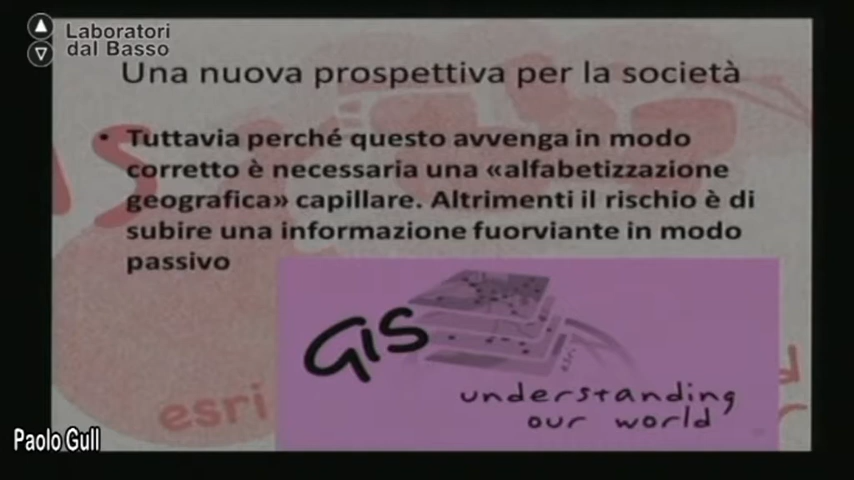 Laboratori
dal Basso
Una nuova prospettiva per la società
• Tuttavia perché questo avvenga in modo
corretto è necessaria una «alfabetizzazione
geografica» capillare. Altrimenti il rischio è di
subire una informazione fuorviante in modo
passivo
GIS
esri
understanding
our world
esri
Paolo Gull